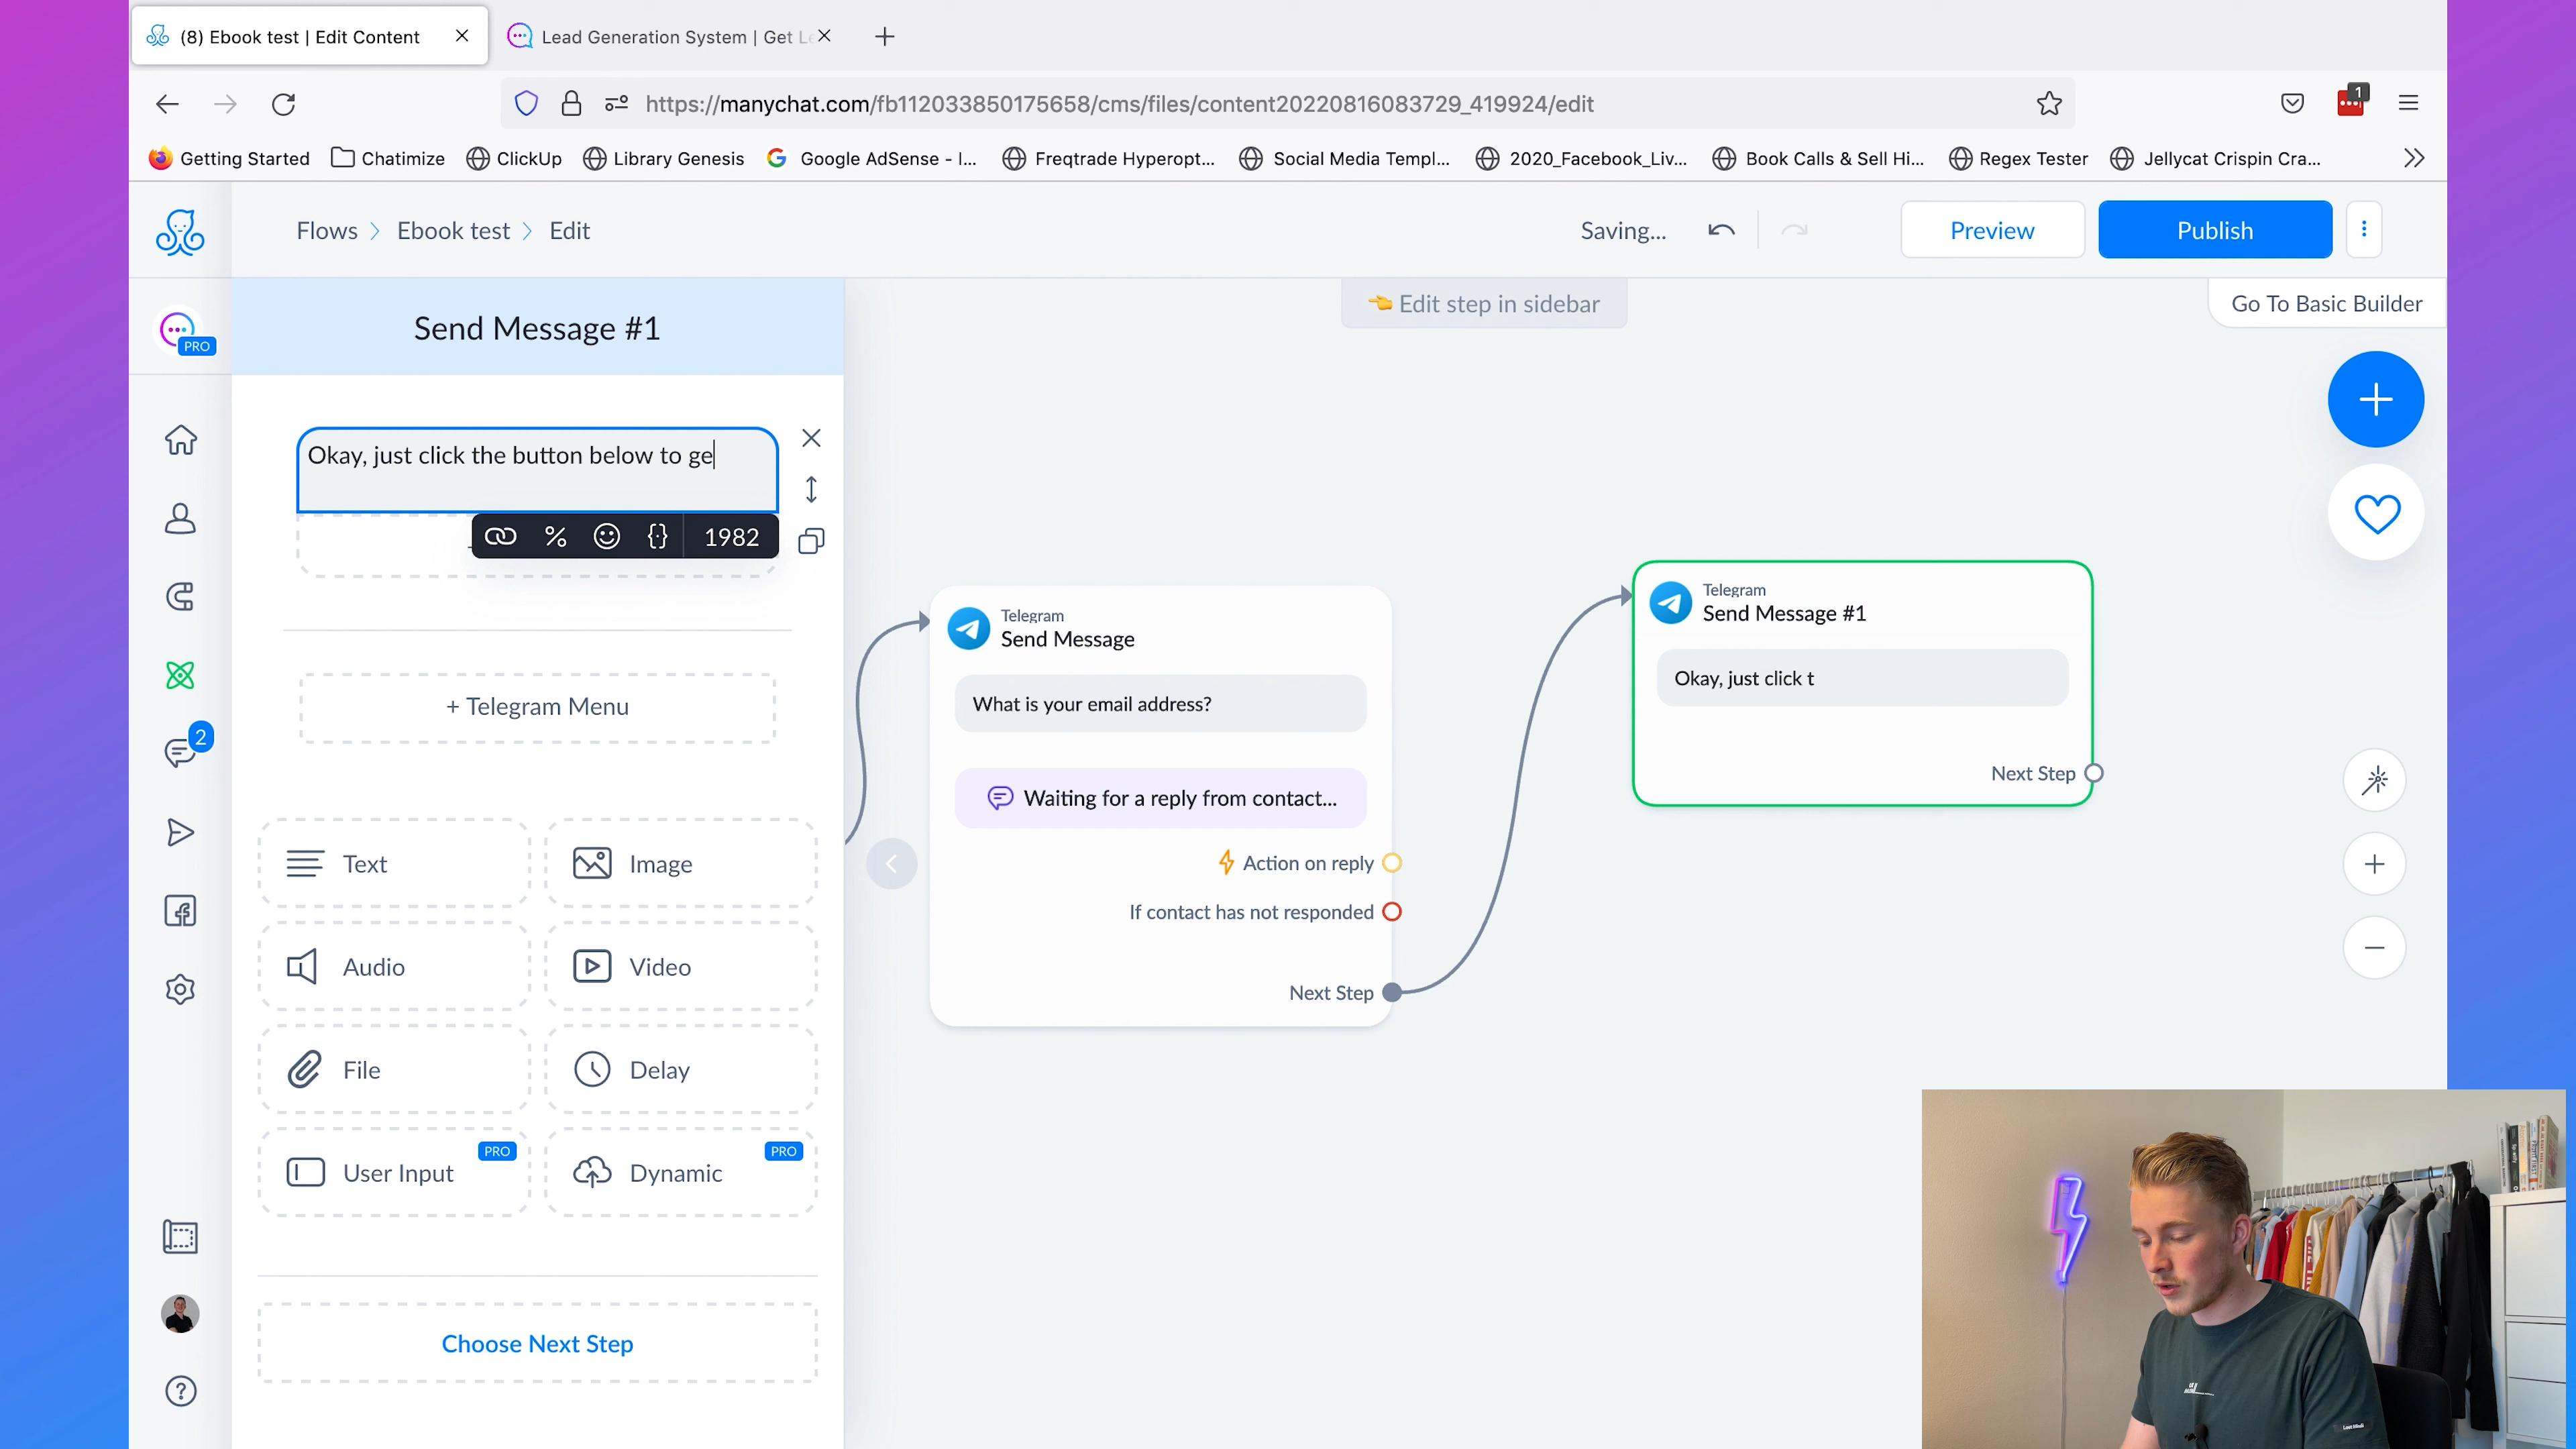 (8) Ebook test | Edit Content
Lead Generation System | Get Le
https://manychat.com/fb112033850175658/cms/files/content20220816083729_419924/edit
1
Getting Started
Chatimize
ClickUp
Library Genesis
Google AdSense - I...
Freqtrade Hyperopt...
Social Media Templ...
2020_Facebook_Liv...
Book Calls & Sell Hi...
Regex Tester
Jellycat Crispin Cra...
Flows > Ebook test > Edit
Saving...
Preview
Publish
Send Message #1
Edit step in sidebar
Go To Basic Builder
PRO
Okay, just click the button below to ge
1982
+ Telegram Menu
2
Text
Image
Audio
Video
File
Delay
User Input
PRO
Dynamic
PRO
Choose Next Step
Telegram
Send Message
What is your email address?
Waiting for a reply from contact...
Action on reply
If contact has not responded
Next Step
Telegram
Send Message #1
Okay, just click t
Next Step